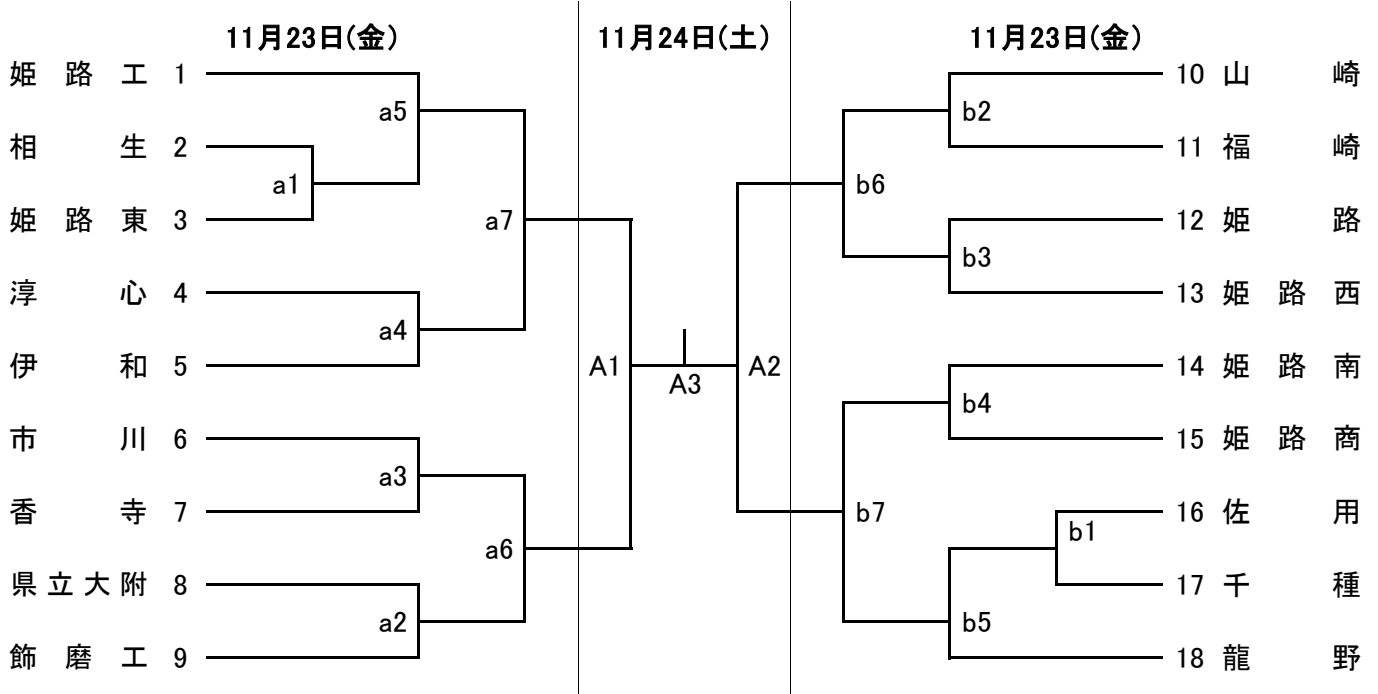 11月23日(金) 11月24日(土) 11月23日(金)
姫路工 1 10 山崎
a5 b2
相生 2 11 福崎
a1 b6
姫路東 3 12 姫路
a7 b3
淳心 4 13 姫路西
a4
伊和 5 A1 A2 14 姫路南
A3
b4
市川 6 15 姫路商
a3
香寺 7 b7 16 佐用
b1
a6
県立大附 8 17 千種
a2 b5
飾磨工 9 18 龍野